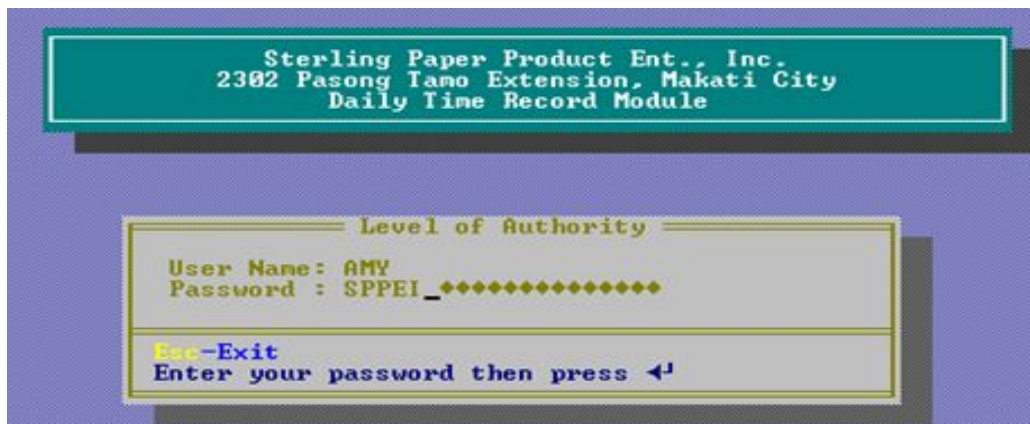 Sterling Paper Product Ent., Inc.
2302 Pasong Tamo Extension, Makati City
Daily Time Record Module
Level of Authority
User Name: AMY
Password : SPPEI_♦♦♦♦♦♦♦♦♦♦♦♦♦♦
Esc-Exit
Enter your password then press ◄┘